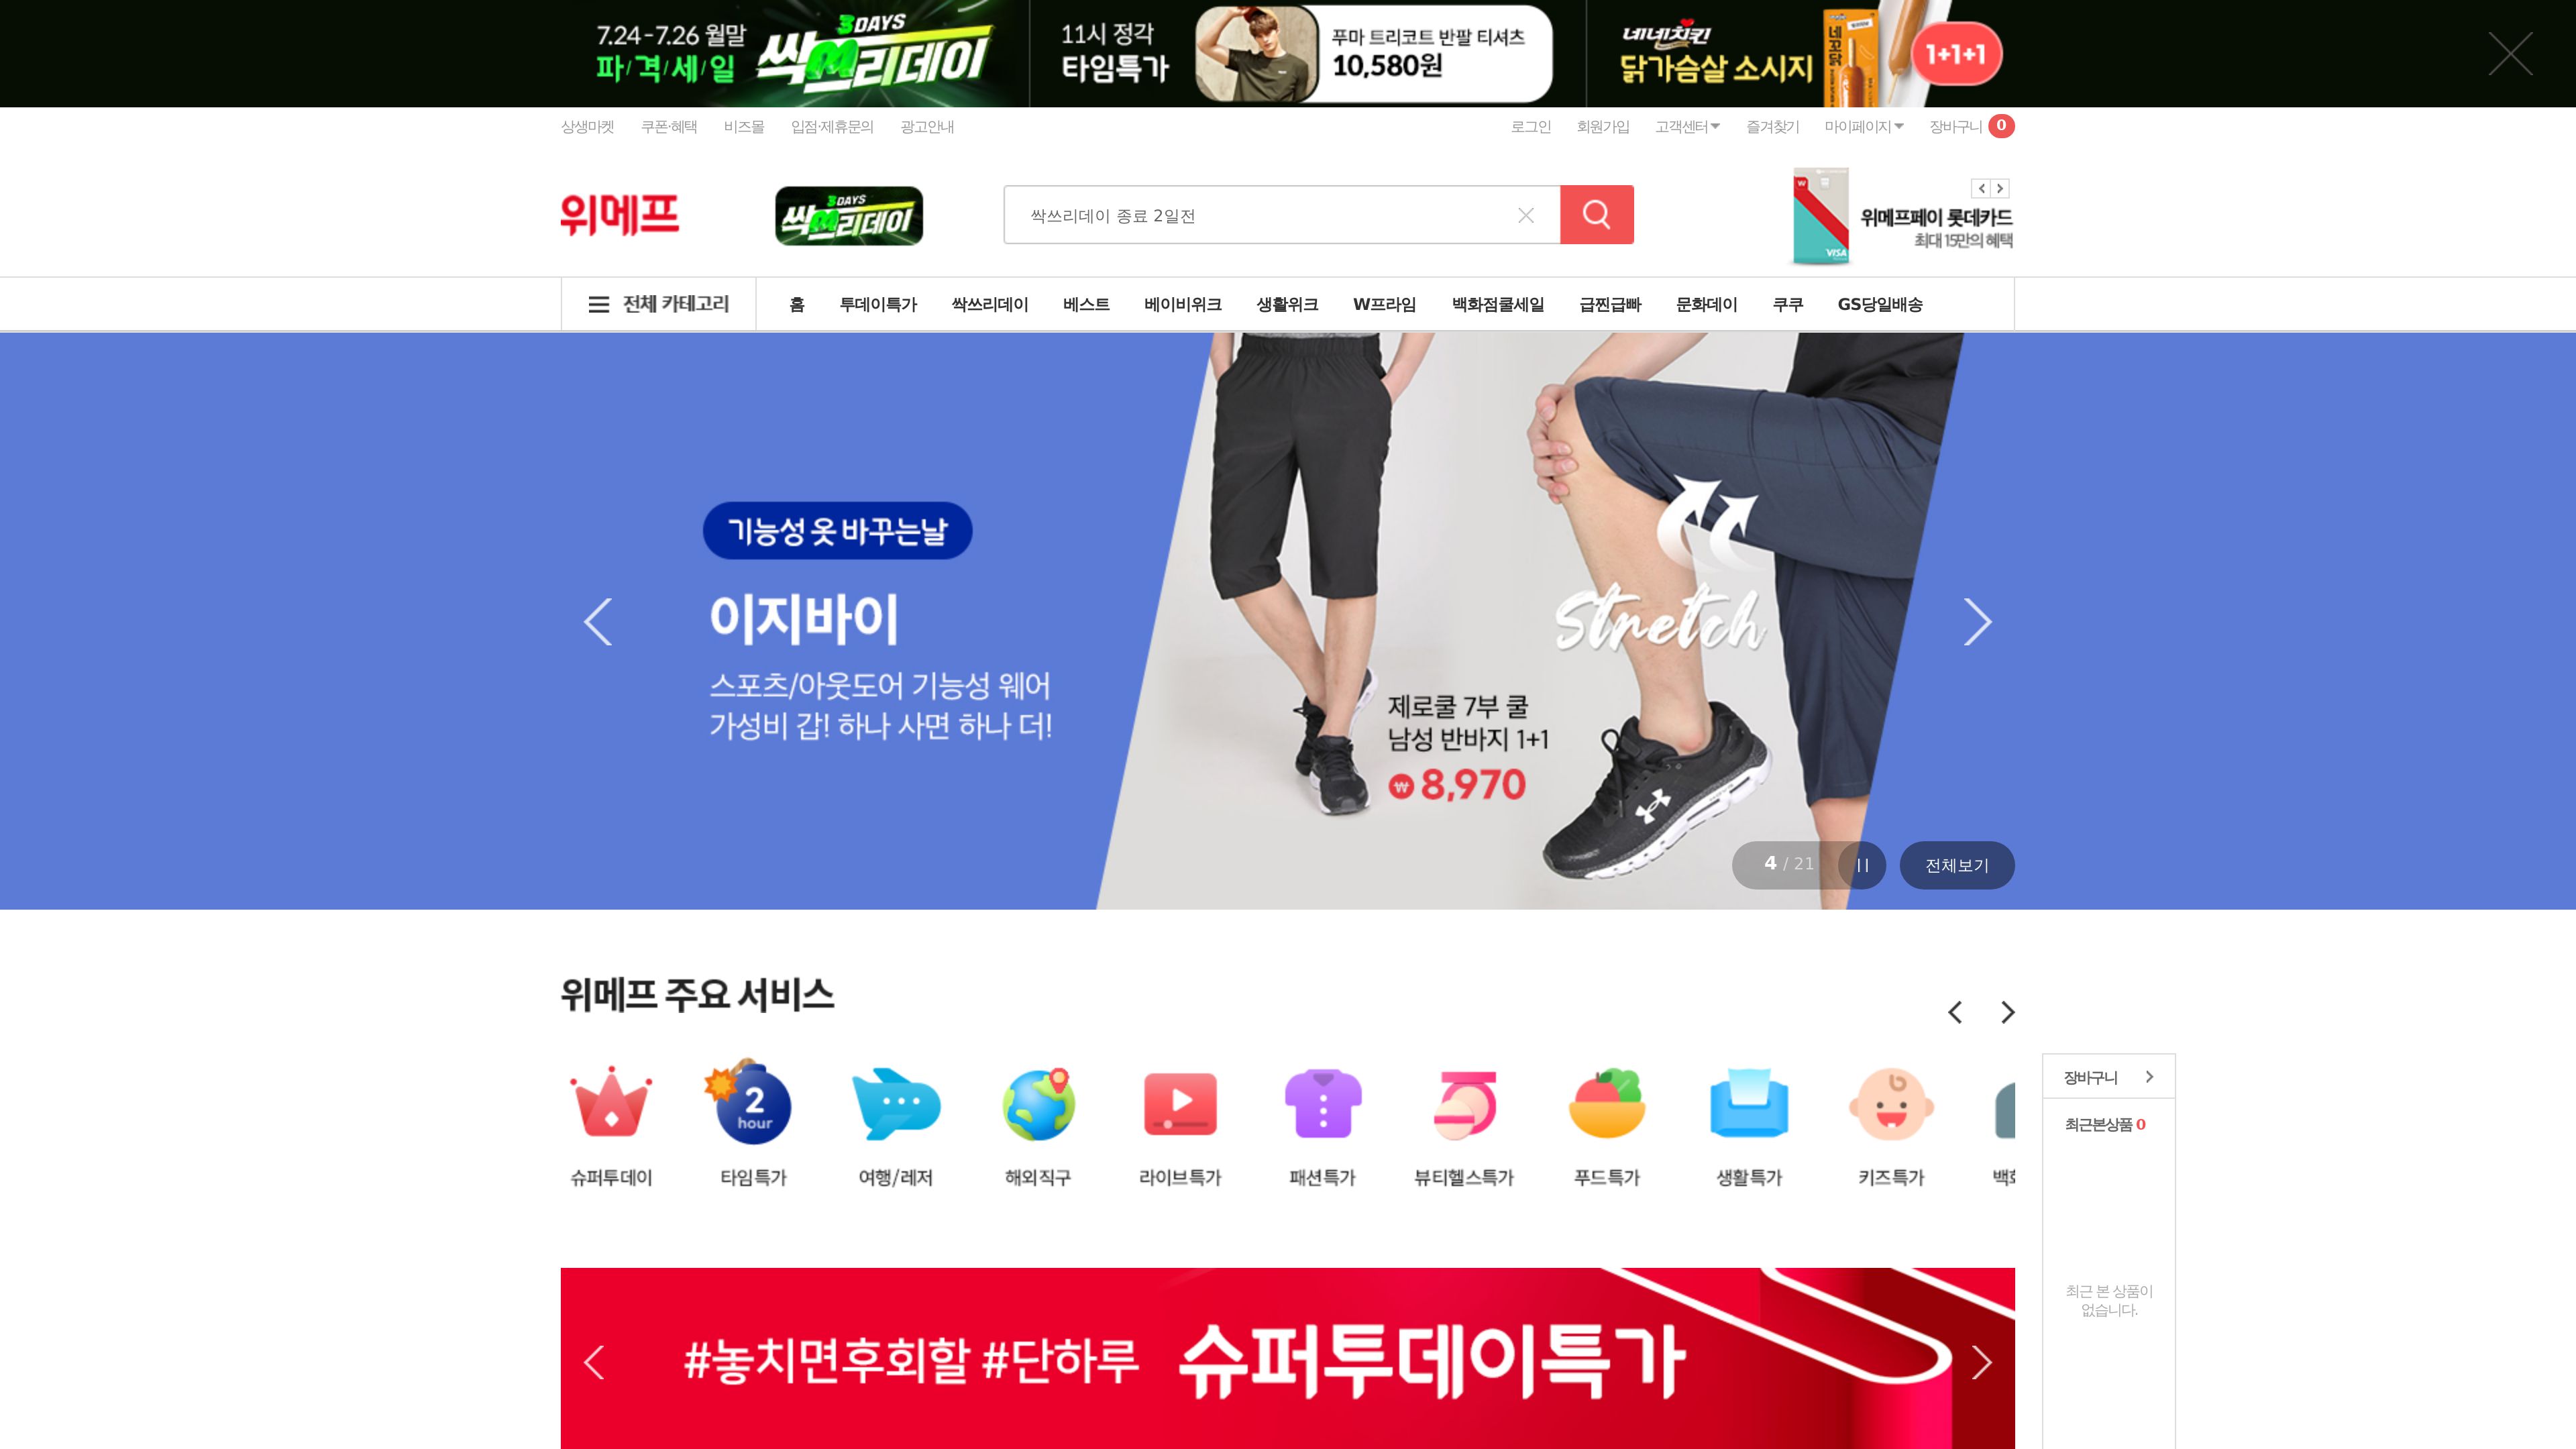 7.24-7.26 월말
파/격/세/일
3DAYS
싹쓰리데이
11시 정각
타임특가
푸마 트리코트 반팔 티셔츠
10,580원
네네치킨
닭가슴살 소시지
네꼬닭
1+1+1
상생마켓 쿠폰·혜택 비즈몰 입점·제휴문의 광고안내
로그인 회원가입 고객센터 즐겨찾기 마이페이지 장바구니 0
위메프
3DAYS
싹쓰리데이
싹쓰리데이 종료 2일전
W
VISA
위메프페이 롯데카드
최대 15만의 혜택
전체 카테고리 홈 투데이특가 싹쓰리데이 베스트 베이비위크 생활위크 W프라임 백화점쿨세일 급찐급빠 문화데이 쿠쿠 GS당일배송
기능성 옷 바꾸는날
이지바이
스포츠/아웃도어 기능성 웨어
가성비 갑! 하나 사면 하나 더!
Stretch
제로쿨 7부 쿨
남성 반바지 1+1
₩ 8,970
4 / 21
전체보기
위메프 주요 서비스
2
hour
슈퍼투데이 타임특가 여행/레저 해외직구 라이브특가 패션특가 뷰티헬스특가 푸드특가 생활특가 키즈특가
장바구니
최근본상품 0
최근 본 상품이
없습니다.
#놓치면후회할 #단하루 슈퍼투데이특가